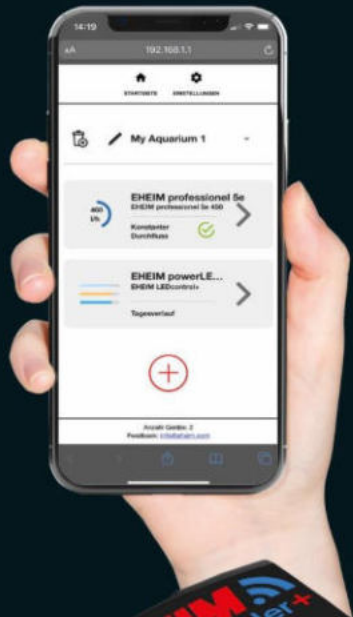 14:19
AA 192.168.1.1
STARTSEITE EINSTELLUNGEN
My Aquarium 1
EHEIM professionel 5e
EHEIM professionel 5e 450
Konstanter
Durchfluss
EHEIM powerLE...
EHEIM LEDcontrol+
Tagesverlauf
Anzahl Geräte: 2